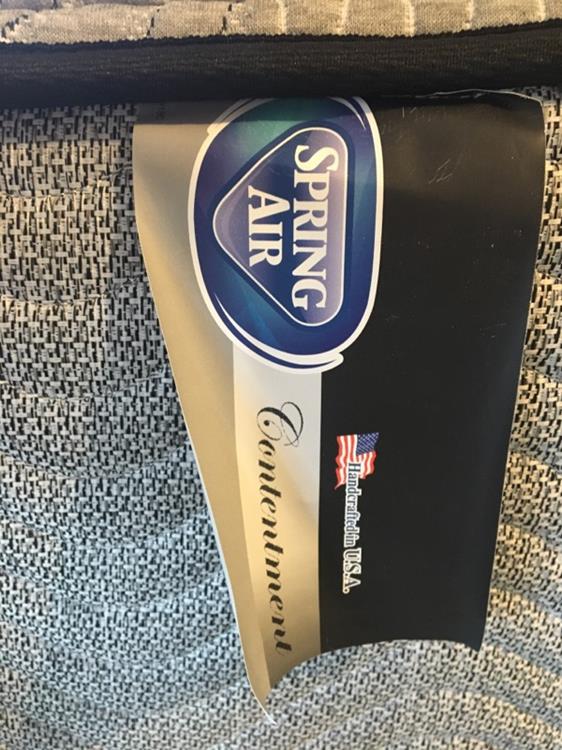 SPRING
AIR
Contentment
Handcrafted in U.S.A.